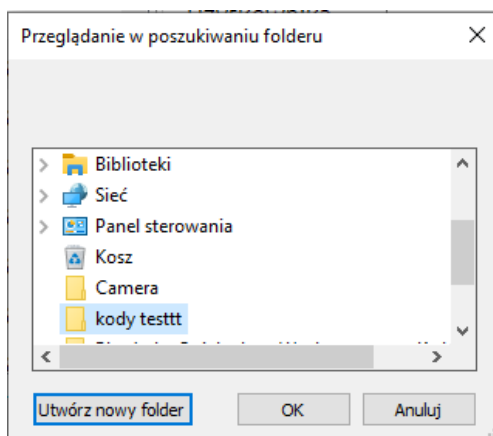 Przeglądanie w poszukiwaniu folderu
Biblioteki
Sieć
Panel sterowania
Kosz
Camera
kody testtt
Utwórz nowy folder
OK
Anuluj